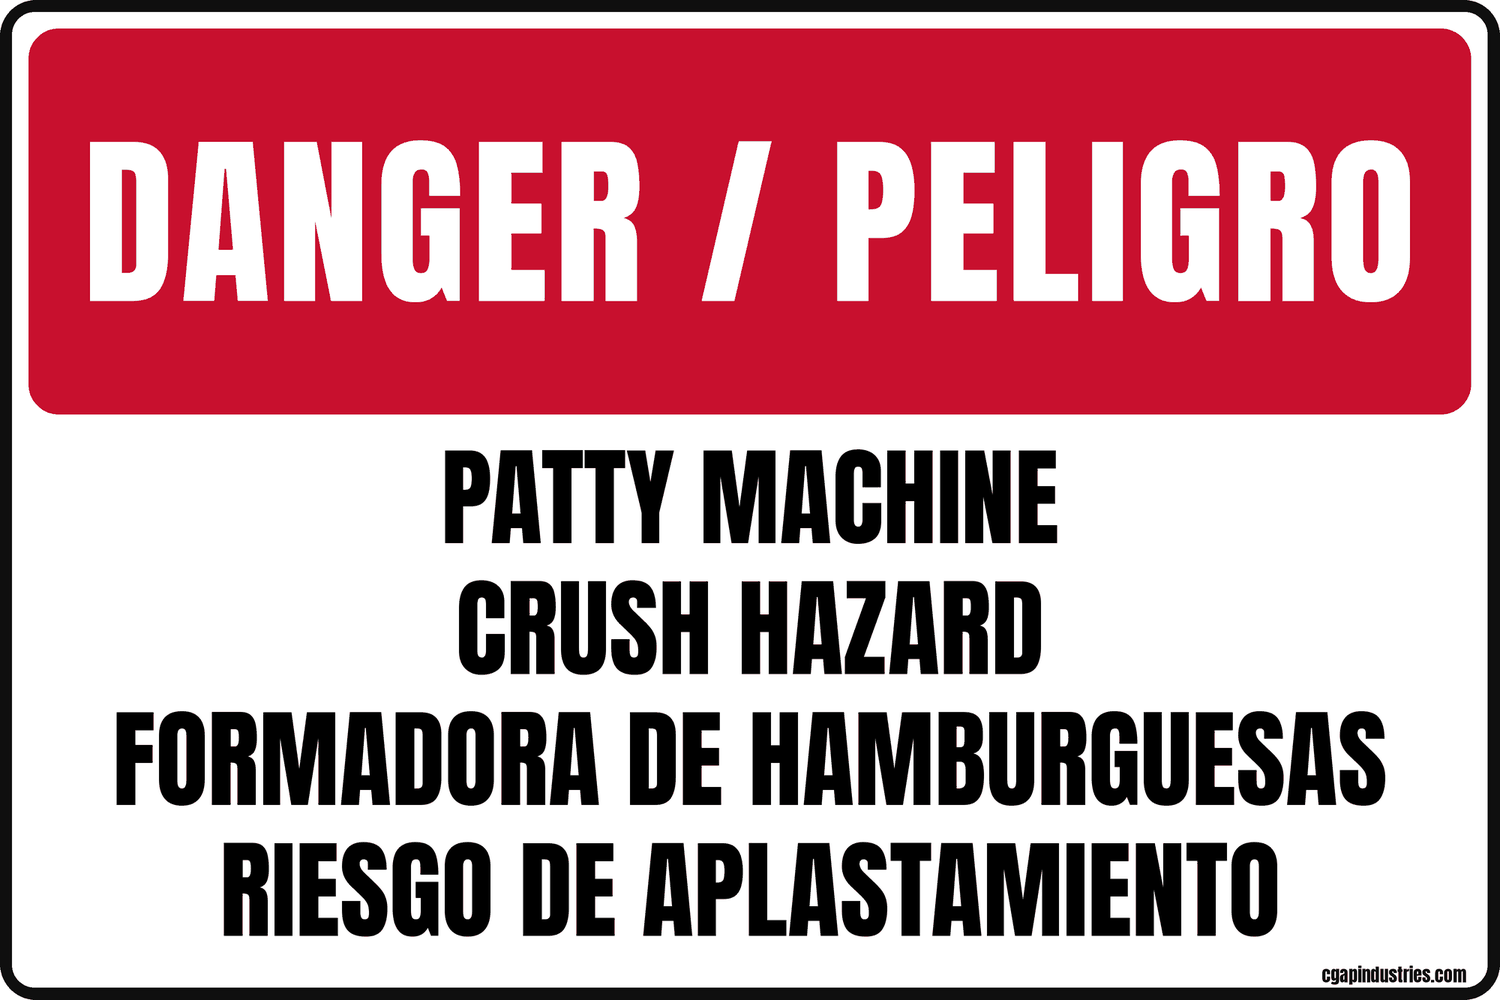 DANGER / PELIGRO
PATTY MACHINE
CRUSH HAZARD
FORMADORA DE HAMBURGUESAS
RIESGO DE APLASTAMIENTO
cgapindustries.com